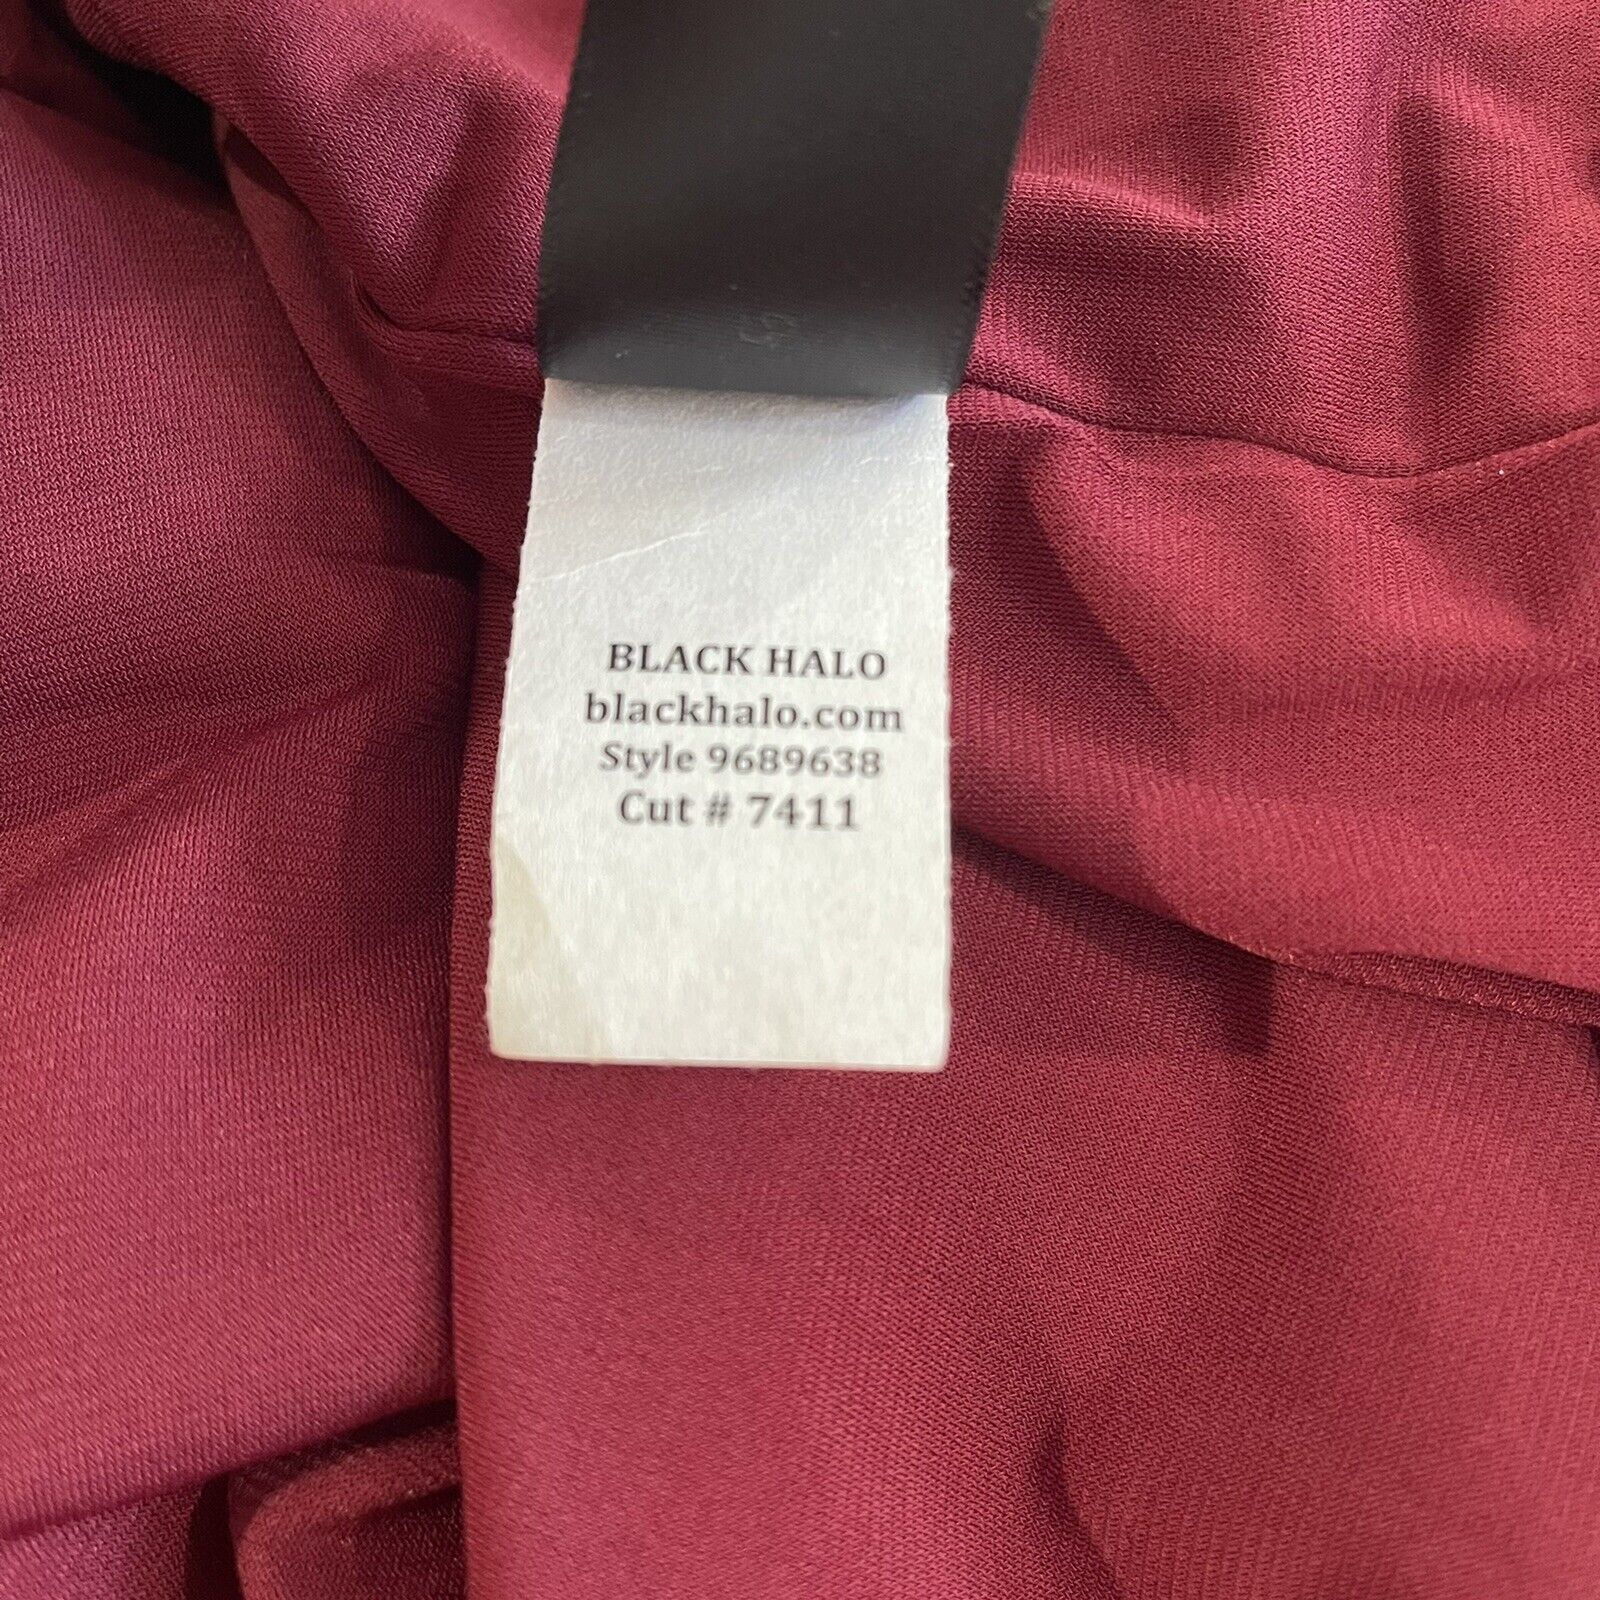 BLACK HALO
blackhalo.com
Style 9689638
Cut # 7411